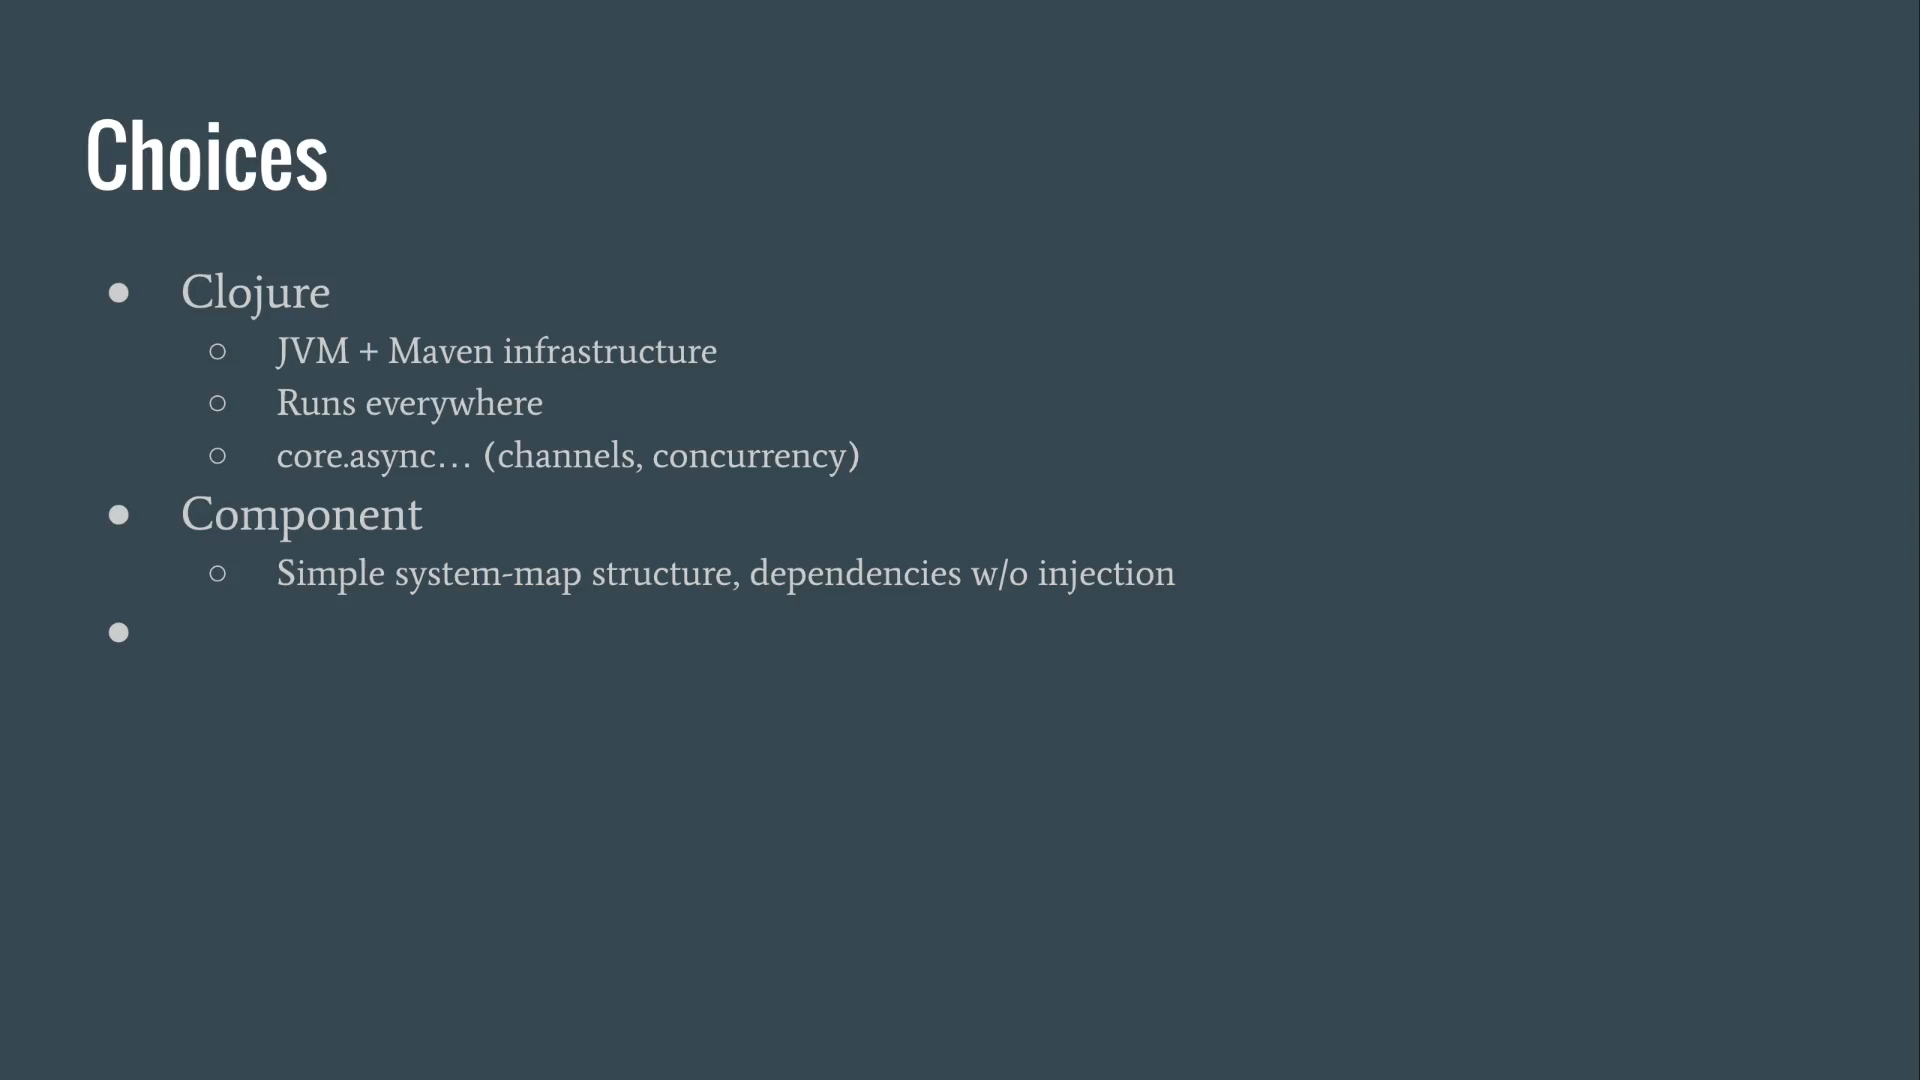 Choices
● Clojure
○ JVM + Maven infrastructure
○ Runs everywhere
○ core.async… (channels, concurrency)
● Component
○ Simple system-map structure, dependencies w/o injection
●